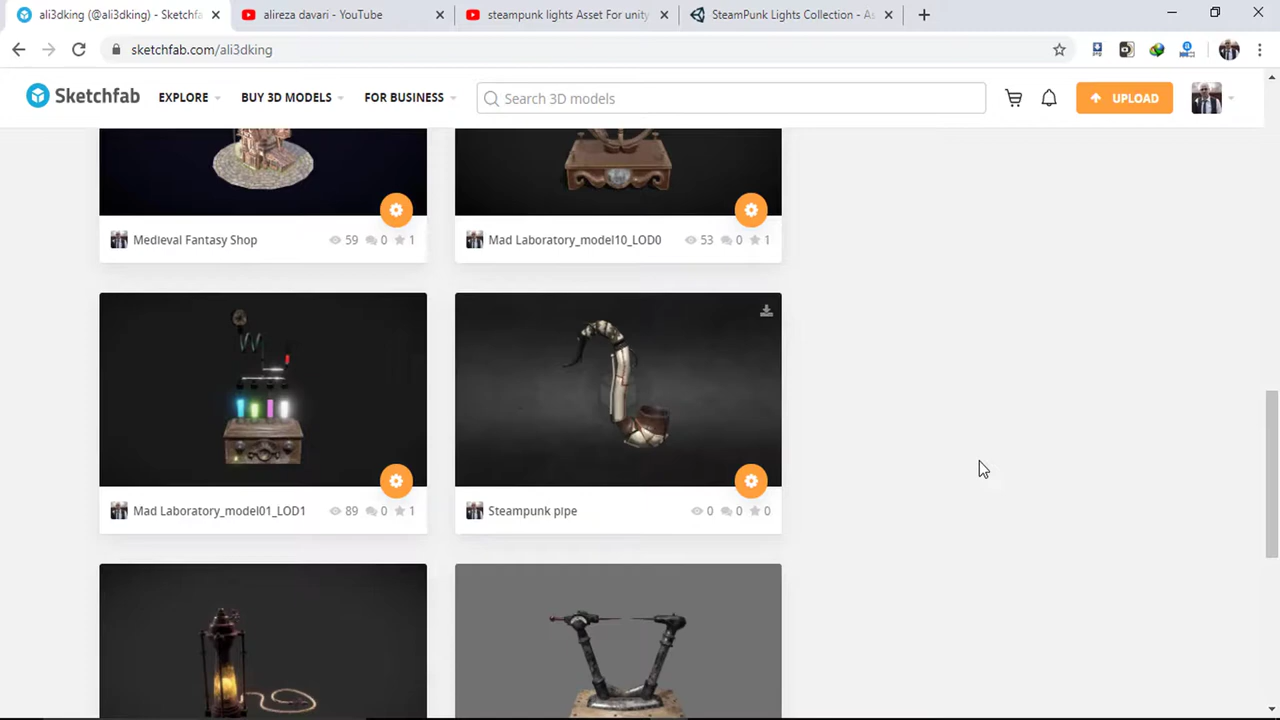 ali3dking (@ali3dking) - Sketchf
alireza davari - YouTube
steampunk lights Asset For unity
SteamPunk Lights Collection - As
sketchfab.com/ali3dking
Sketchfab
EXPLORE
BUY 3D MODELS
FOR BUSINESS
Search 3D models
UPLOAD
Medieval Fantasy Shop
59 0 1
Mad Laboratory_model10_LOD0
53 0 1
Mad Laboratory_model01_LOD1
89 0 1
Steampunk pipe
0 0 0